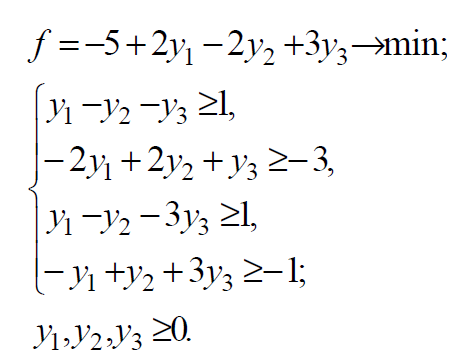 f = −5 + 2y₁ − 2y₂ + 3y₃ → min;
y₁ − y₂ − y₃ ≥ 1,
− 2y₁ + 2y₂ + y₃ ≥ − 3,
y₁ − y₂ − 3y₃ ≥ 1,
− y₁ + y₂ + 3y₃ ≥ − 1;
y₁, y₂, y₃ ≥ 0.